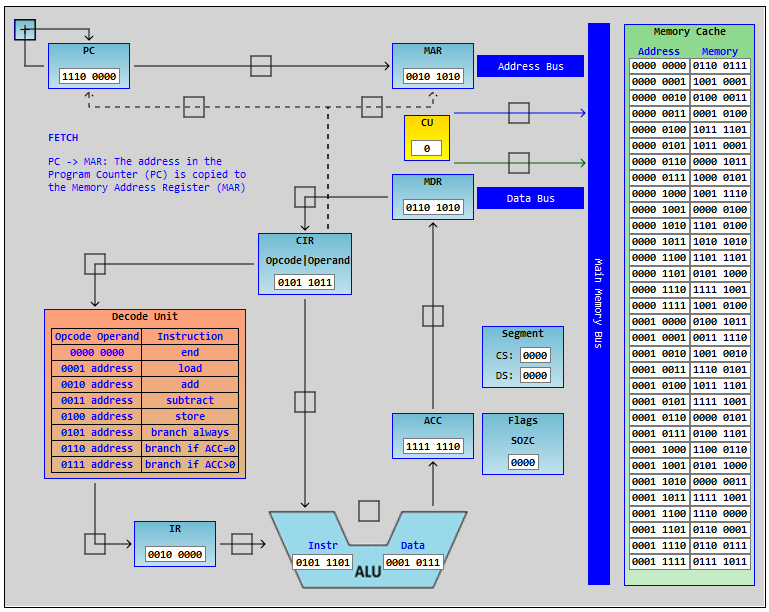 +
PC
1110 0000
MAR
0010 1010
Address Bus
CU
0
FETCH
PC -> MAR: The address in the
Program Counter (PC) is copied to
the Memory Address Register (MAR)
MDR
0110 1010
Data Bus
CIR
Opcode|Operand
0101 1011
Decode Unit
Opcode Operand Instruction
0000 0000 end
0001 address load
0010 address add
0011 address subtract
0100 address store
0101 address branch always
0110 address branch if ACC=0
0111 address branch if ACC>0
IR
0010 0000
Instr
0101 1101
Data
0001 0111
ALU
ACC
1111 1110
Segment
CS: 0000
DS: 0000
Flags
SOZC
0000
Main Memory Bus
Memory Cache
Address Memory
0000 0000 0110 0111
0000 0001 1001 0001
0000 0010 0100 0011
0000 0011 0001 0100
0000 0100 1011 1101
0000 0101 1011 0001
0000 0110 0000 1011
0000 0111 1000 0101
0000 1000 1001 1110
0000 1001 0000 0100
0000 1010 1101 0100
0000 1011 1010 1010
0000 1100 1101 1101
0000 1101 0101 1000
0000 1110 1111 1001
0000 1111 1001 0100
0001 0000 0100 1011
0001 0001 0011 1110
0001 0010 1001 0010
0001 0011 1110 0101
0001 0100 1011 1101
0001 0101 1111 1001
0001 0110 0000 0101
0001 0111 0100 1101
0001 1000 1100 0110
0001 1001 0101 1000
0001 1010 0000 0011
0001 1011 1111 1001
0001 1100 1110 0000
0001 1101 0110 0001
0001 1110 0110 0111
0001 1111 0111 1011